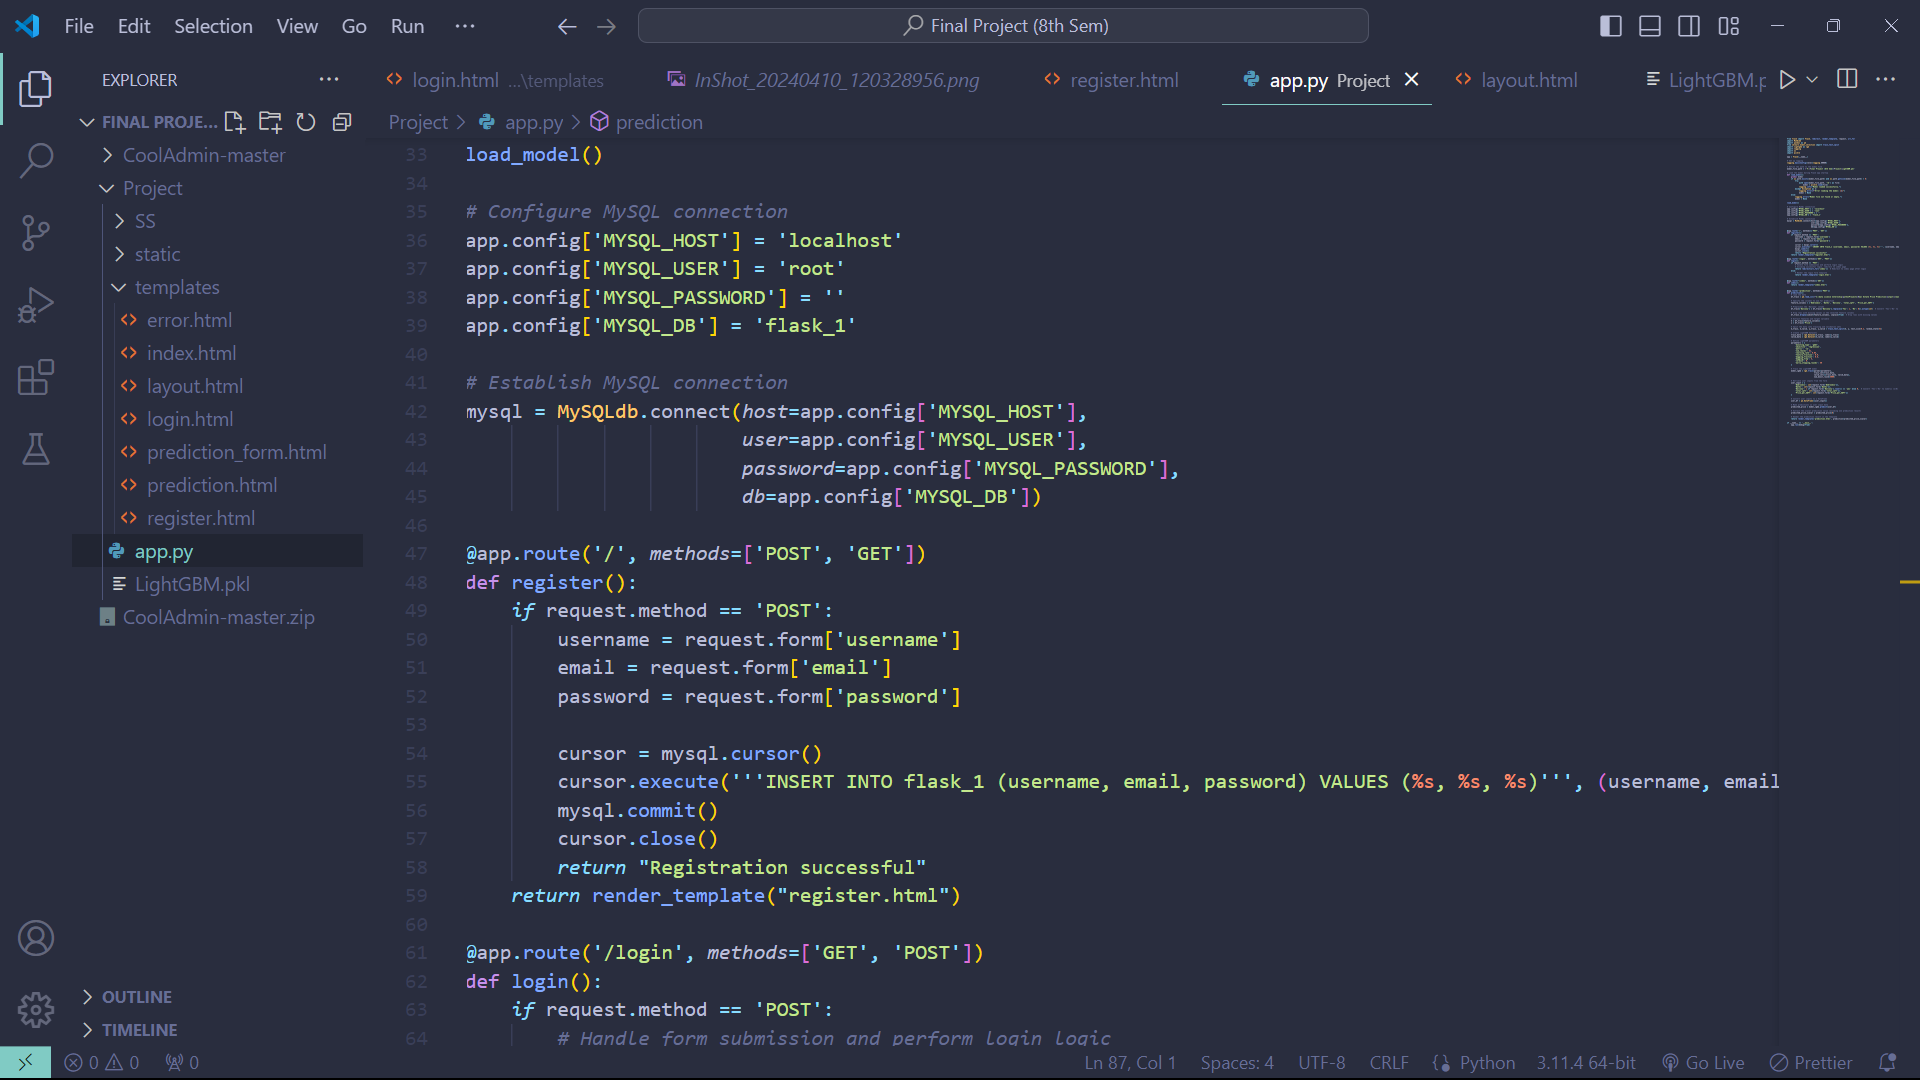 File Edit Selection View Go Run ··· Final Project (8th Sem)
EXPLORER ···
login.html ...\templates InShot_20240410_120328956.png register.html app.py Project layout.html LightGBM.p
FINAL PROJE...
Project > app.py > prediction
CoolAdmin-master
Project
SS
static
templates
error.html
index.html
layout.html
login.html
prediction_form.html
prediction.html
register.html
app.py
LightGBM.pkl
CoolAdmin-master.zip
OUTLINE
TIMELINE
33 load_model()
34
35 # Configure MySQL connection
36 app.config['MYSQL_HOST'] = 'localhost'
37 app.config['MYSQL_USER'] = 'root'
38 app.config['MYSQL_PASSWORD'] = ''
39 app.config['MYSQL_DB'] = 'flask_1'
40
41 # Establish MySQL connection
42 mysql = MySQLdb.connect(host=app.config['MYSQL_HOST'],
43 user=app.config['MYSQL_USER'],
44 password=app.config['MYSQL_PASSWORD'],
45 db=app.config['MYSQL_DB'])
46
47 @app.route('/', methods=['POST', 'GET'])
48 def register():
49 if request.method == 'POST':
50 username = request.form['username']
51 email = request.form['email']
52 password = request.form['password']
53
54 cursor = mysql.cursor()
55 cursor.execute('''INSERT INTO flask_1 (username, email, password) VALUES (%s, %s, %s)''', (username, email
56 mysql.commit()
57 cursor.close()
58 return "Registration successful"
59 return render_template("register.html")
60
61 @app.route('/login', methods=['GET', 'POST'])
62 def login():
63 if request.method == 'POST':
64 # Handle form submission and perform login logic
0 0 0 Ln 87, Col 1 Spaces: 4 UTF-8 CRLF Python 3.11.4 64-bit Go Live Prettier